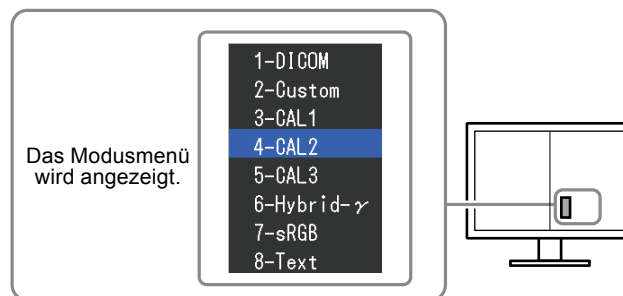 Das Modusmenü
wird angezeigt.
1-DICOM
2-Custom
3-CAL1
4-CAL2
5-CAL3
6-Hybrid-γ
7-sRGB
8-Text